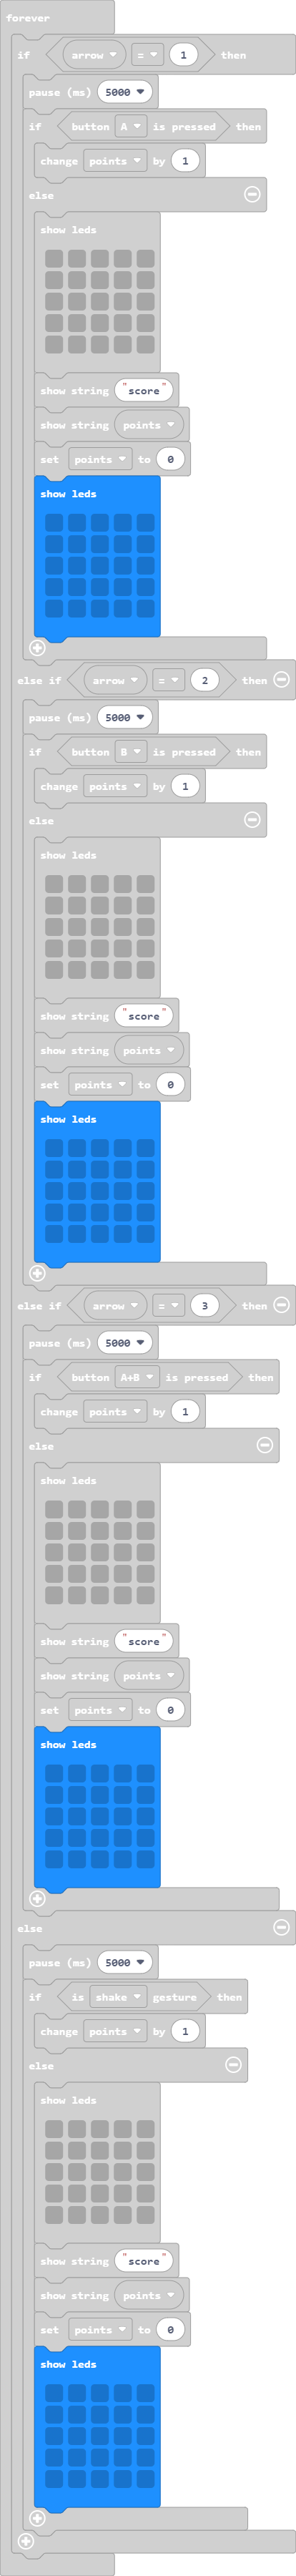 forever
if arrow = 1 then
pause (ms) 5000
if button A is pressed then
change points by 1
else
show leds
show string "score"
show string points
set points to 0
show leds
else if arrow = 2 then
pause (ms) 5000
if button B is pressed then
change points by 1
else
show leds
show string "score"
show string points
set points to 0
show leds
else if arrow = 3 then
pause (ms) 5000
if button A+B is pressed then
change points by 1
else
show leds
show string "score"
show string points
set points to 0
show leds
else
pause (ms) 5000
if is shake gesture then
change points by 1
else
show leds
show string "score"
show string points
set points to 0
show leds